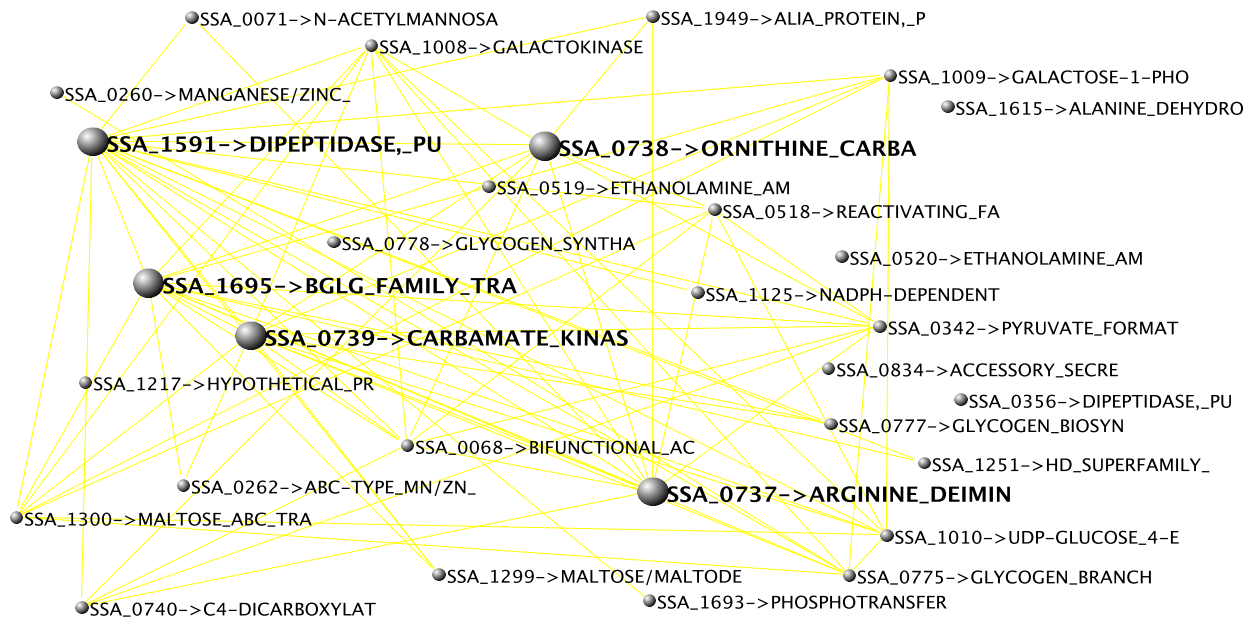 SSA_0071->N-ACETYLMANNOSA
SSA_1949->ALIA_PROTEIN,_P
SSA_1008->GALACTOKINASE
SSA_1009->GALACTOSE-1-PHO
SSA_0260->MANGANESE/ZINC_
SSA_1615->ALANINE_DEHYDRO
SSA_1591->DIPEPTIDASE,_PU
SSA_0738->ORNITHINE_CARBA
SSA_0519->ETHANOLAMINE_AM
SSA_0518->REACTIVATING_FA
SSA_0778->GLYCOGEN_SYNTHA
SSA_0520->ETHANOLAMINE_AM
SSA_1695->BGLG_FAMILY_TRA
SSA_1125->NADPH-DEPENDENT
SSA_0342->PYRUVATE_FORMAT
SSA_0739->CARBAMATE_KINAS
SSA_0834->ACCESSORY_SECRE
SSA_1217->HYPOTHETICAL_PR
SSA_0356->DIPEPTIDASE,_PU
SSA_0777->GLYCOGEN_BIOSYN
SSA_0068->BIFUNCTIONAL_AC
SSA_1251->HD_SUPERFAMILY_
SSA_0262->ABC-TYPE_MN/ZN_
SSA_0737->ARGININE_DEIMIN
SSA_1300->MALTOSE_ABC_TRA
SSA_1010->UDP-GLUCOSE_4-E
SSA_1299->MALTOSE/MALTODE
SSA_0775->GLYCOGEN_BRANCH
SSA_1693->PHOSPHOTRANSFER
SSA_0740->C4-DICARBOXYLAT